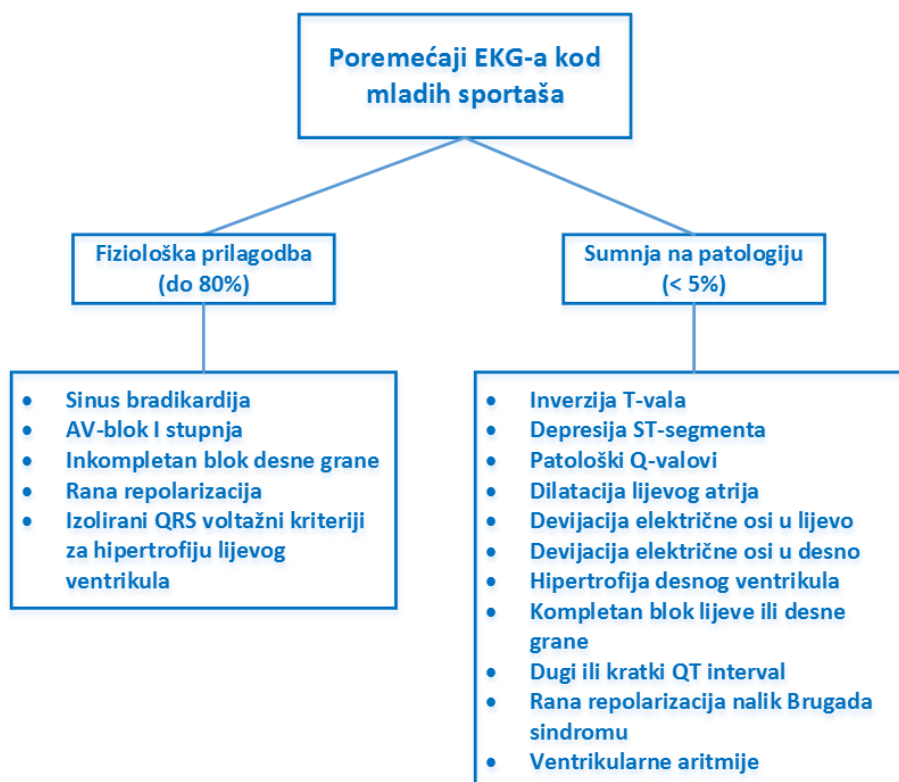 Poremećaji EKG-a kod
mladih sportaša
Fiziološka prilagodba
(do 80%)
Sumnja na patologiju
(< 5%)
• Sinus bradikardija
• AV-blok I stupnja
• Inkompletan blok desne grane
• Rana repolarizacija
• Izolirani QRS voltažni kriteriji
za hipertrofiju lijevog
ventrikula
• Inverzija T-vala
• Depresija ST-segmenta
• Patološki Q-valovi
• Dilatacija lijevog atrija
• Devijacija električne osi u lijevo
• Devijacija električne osi u desno
• Hipertrofija desnog ventrikula
• Kompletan blok lijeve ili desne
grane
• Dugi ili kratki QT interval
• Rana repolarizacija nalik Brugada
sindromu
• Ventrikularne aritmije